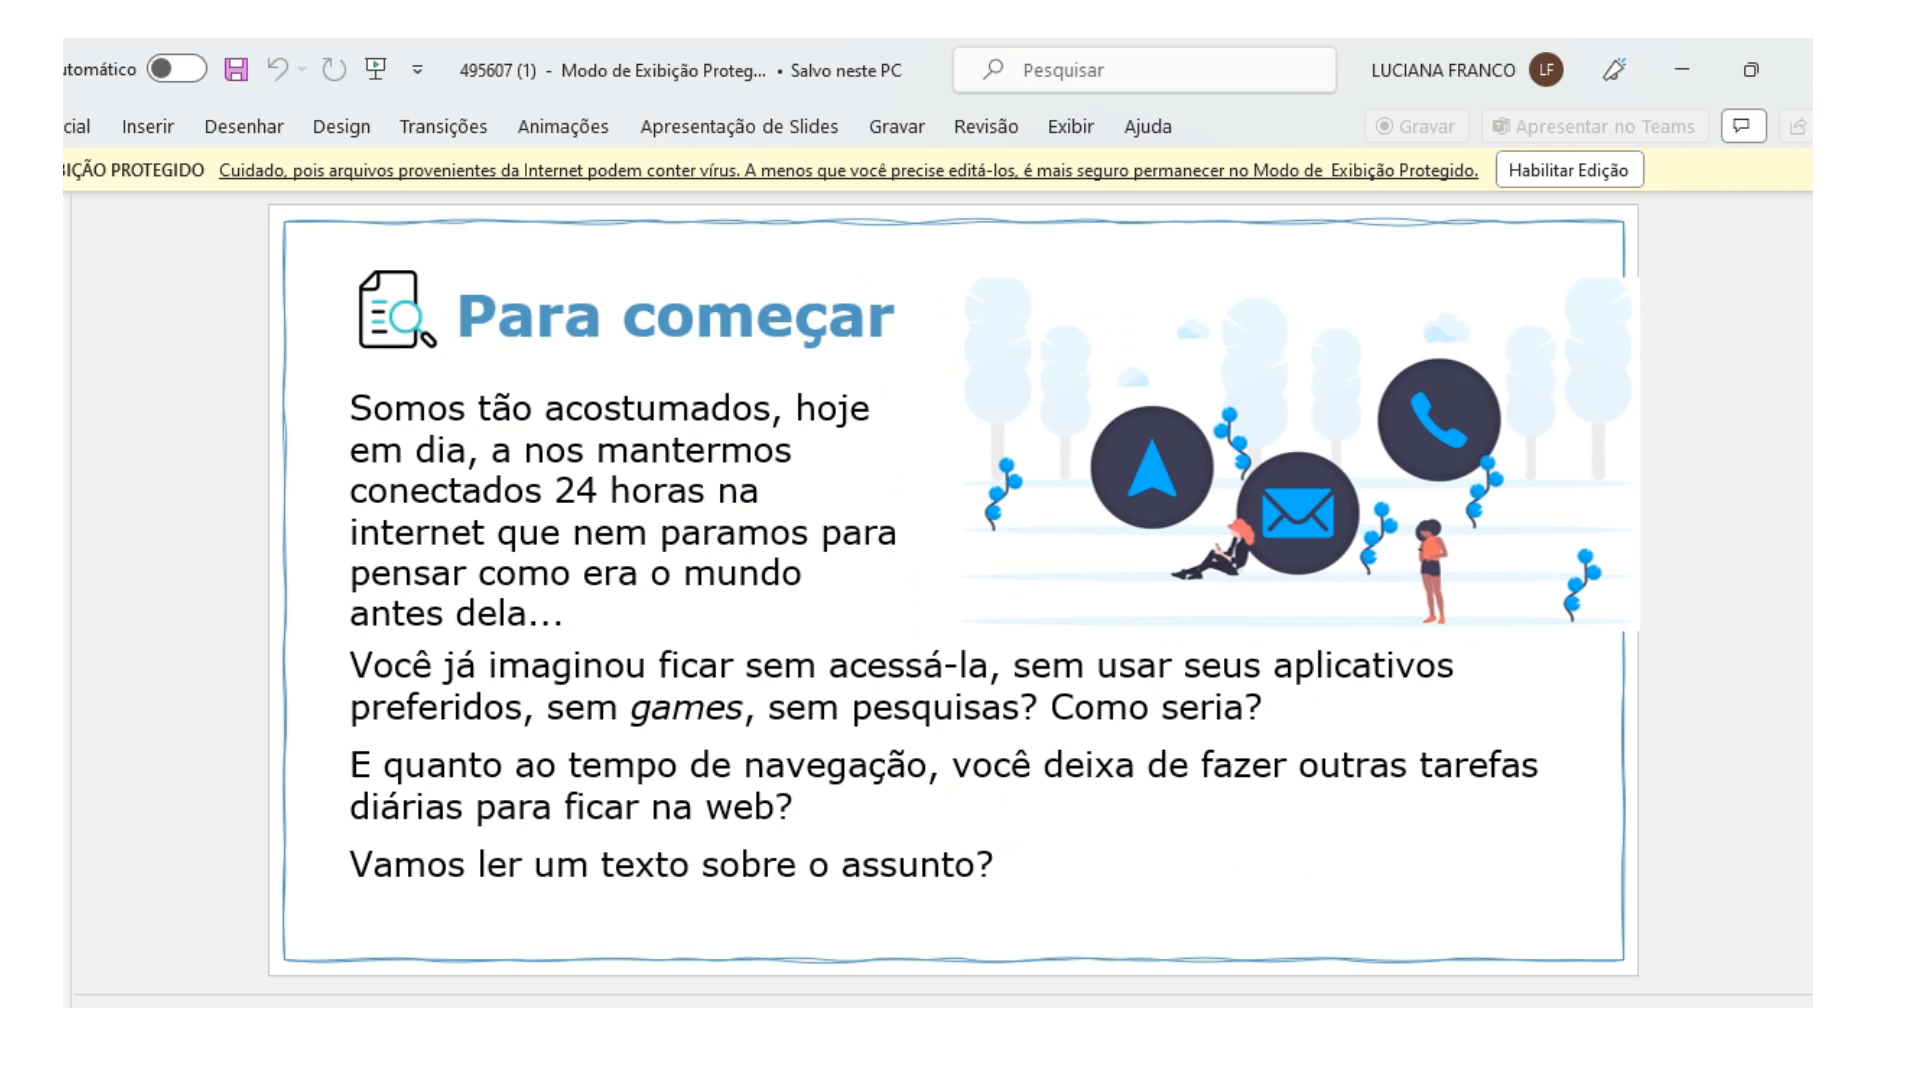 utomático 495607 (1) - Modo de Exibição Proteg... • Salvo neste PC Pesquisar LUCIANA FRANCO LF
cial Inserir Desenhar Design Transições Animações Apresentação de Slides Gravar Revisão Exibir Ajuda Gravar Apresentar no Teams
IÇÃO PROTEGIDO Cuidado, pois arquivos provenientes da Internet podem conter vírus. A menos que você precise editá-los, é mais seguro permanecer no Modo de Exibição Protegido. Habilitar Edição
Para começar
Somos tão acostumados, hoje
em dia, a nos mantermos
conectados 24 horas na
internet que nem paramos para
pensar como era o mundo
antes dela...
Você já imaginou ficar sem acessá-la, sem usar seus aplicativos
preferidos, sem games, sem pesquisas? Como seria?
E quanto ao tempo de navegação, você deixa de fazer outras tarefas
diárias para ficar na web?
Vamos ler um texto sobre o assunto?